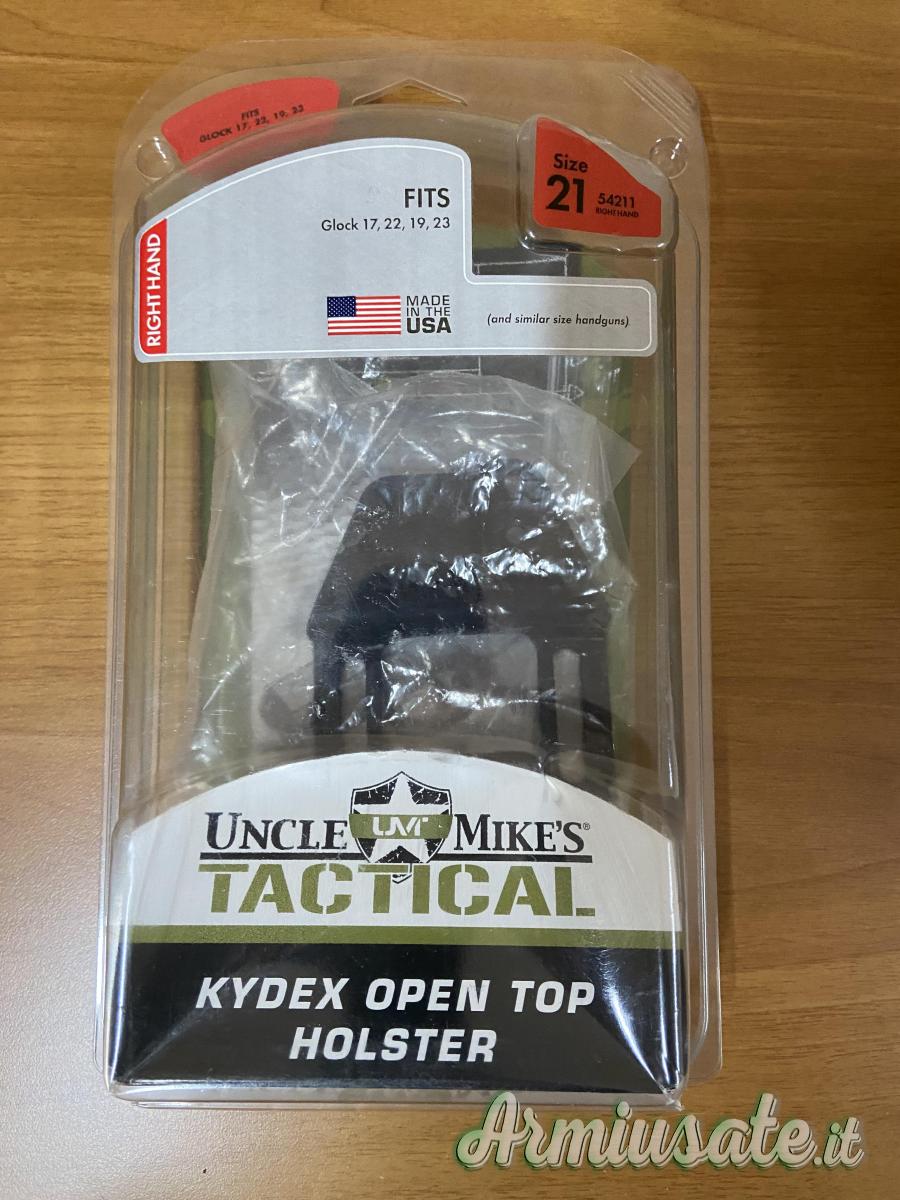 FITS
GLOCK 17, 22, 19, 23
Size
21
54211
RIGHT HAND
FITS
Glock 17, 22, 19, 23
RIGHT HAND
MADE
IN THE
USA
(and similar size handguns)
UNCLE MIKE'S®
UMT
TACTICAL
KYDEX OPEN TOP
HOLSTER
Armiusate.it